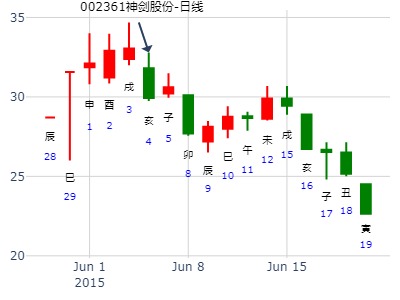 002361神剑股份-日线
35
30
25
20
辰
28
巳
29
申
1
酉
2
戌
3
亥
4
子
5
卯
8
辰
9
巳
10
午
11
未
12
戌
15
亥
16
子
17
丑
18
寅
19
Jun 1
2015
Jun 8
Jun 15